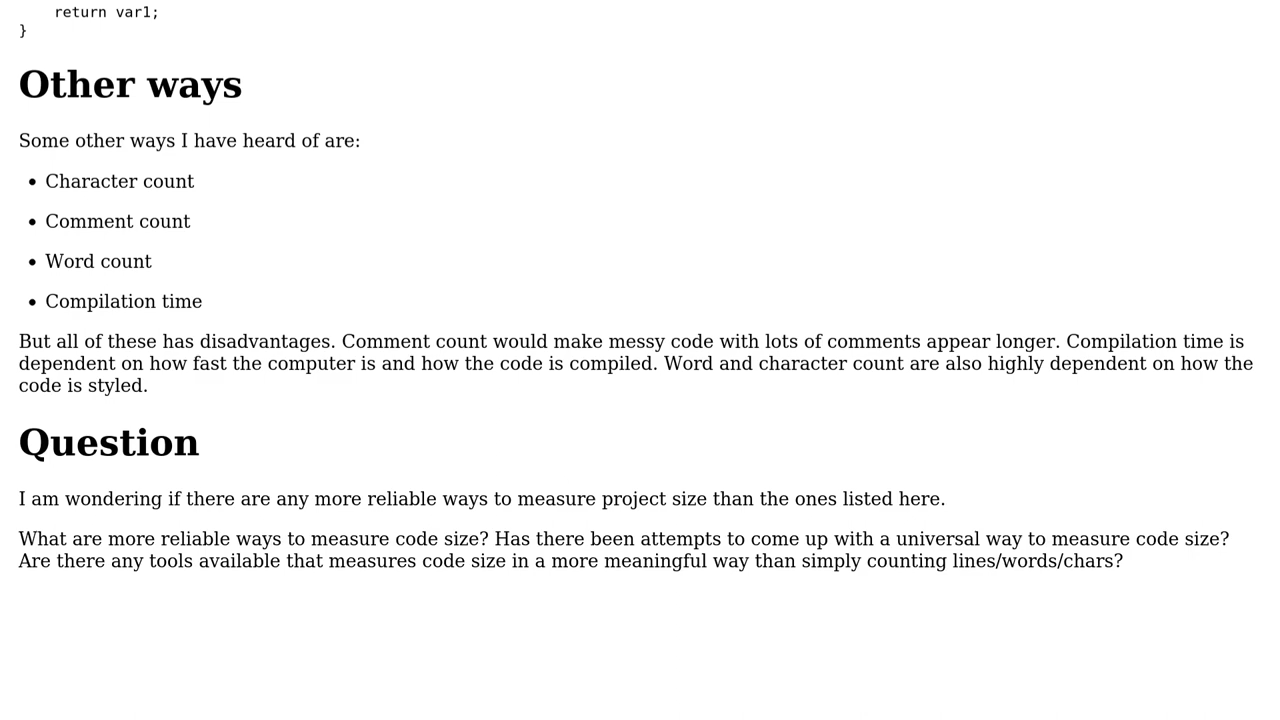 return var1;
}
Other ways
Some other ways I have heard of are:
• Character count
• Comment count
• Word count
• Compilation time
But all of these has disadvantages. Comment count would make messy code with lots of comments appear longer. Compilation time is
dependent on how fast the computer is and how the code is compiled. Word and character count are also highly dependent on how the
code is styled.
Question
I am wondering if there are any more reliable ways to measure project size than the ones listed here.
What are more reliable ways to measure code size? Has there been attempts to come up with a universal way to measure code size?
Are there any tools available that measures code size in a more meaningful way than simply counting lines/words/chars?